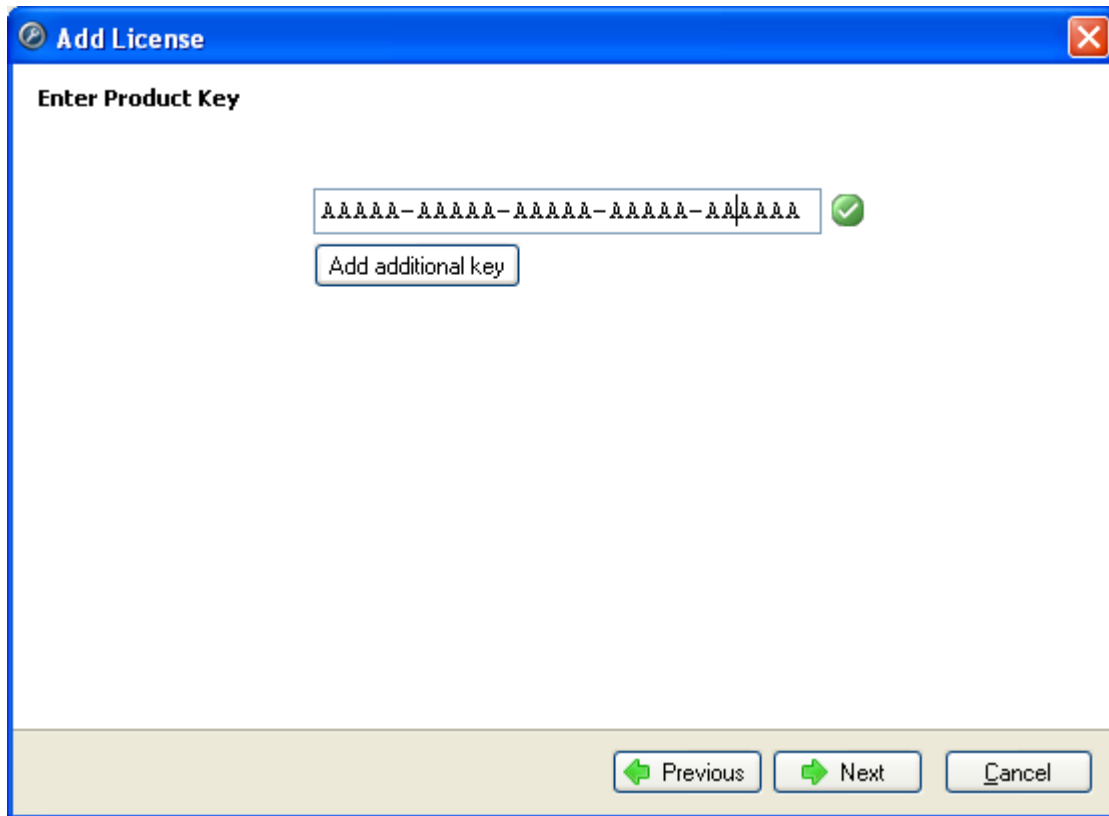 Add License
Enter Product Key
AAAAA-AAAAA-AAAAA-AAAAA-AAAAAA
Add additional key
Previous
Next
Cancel